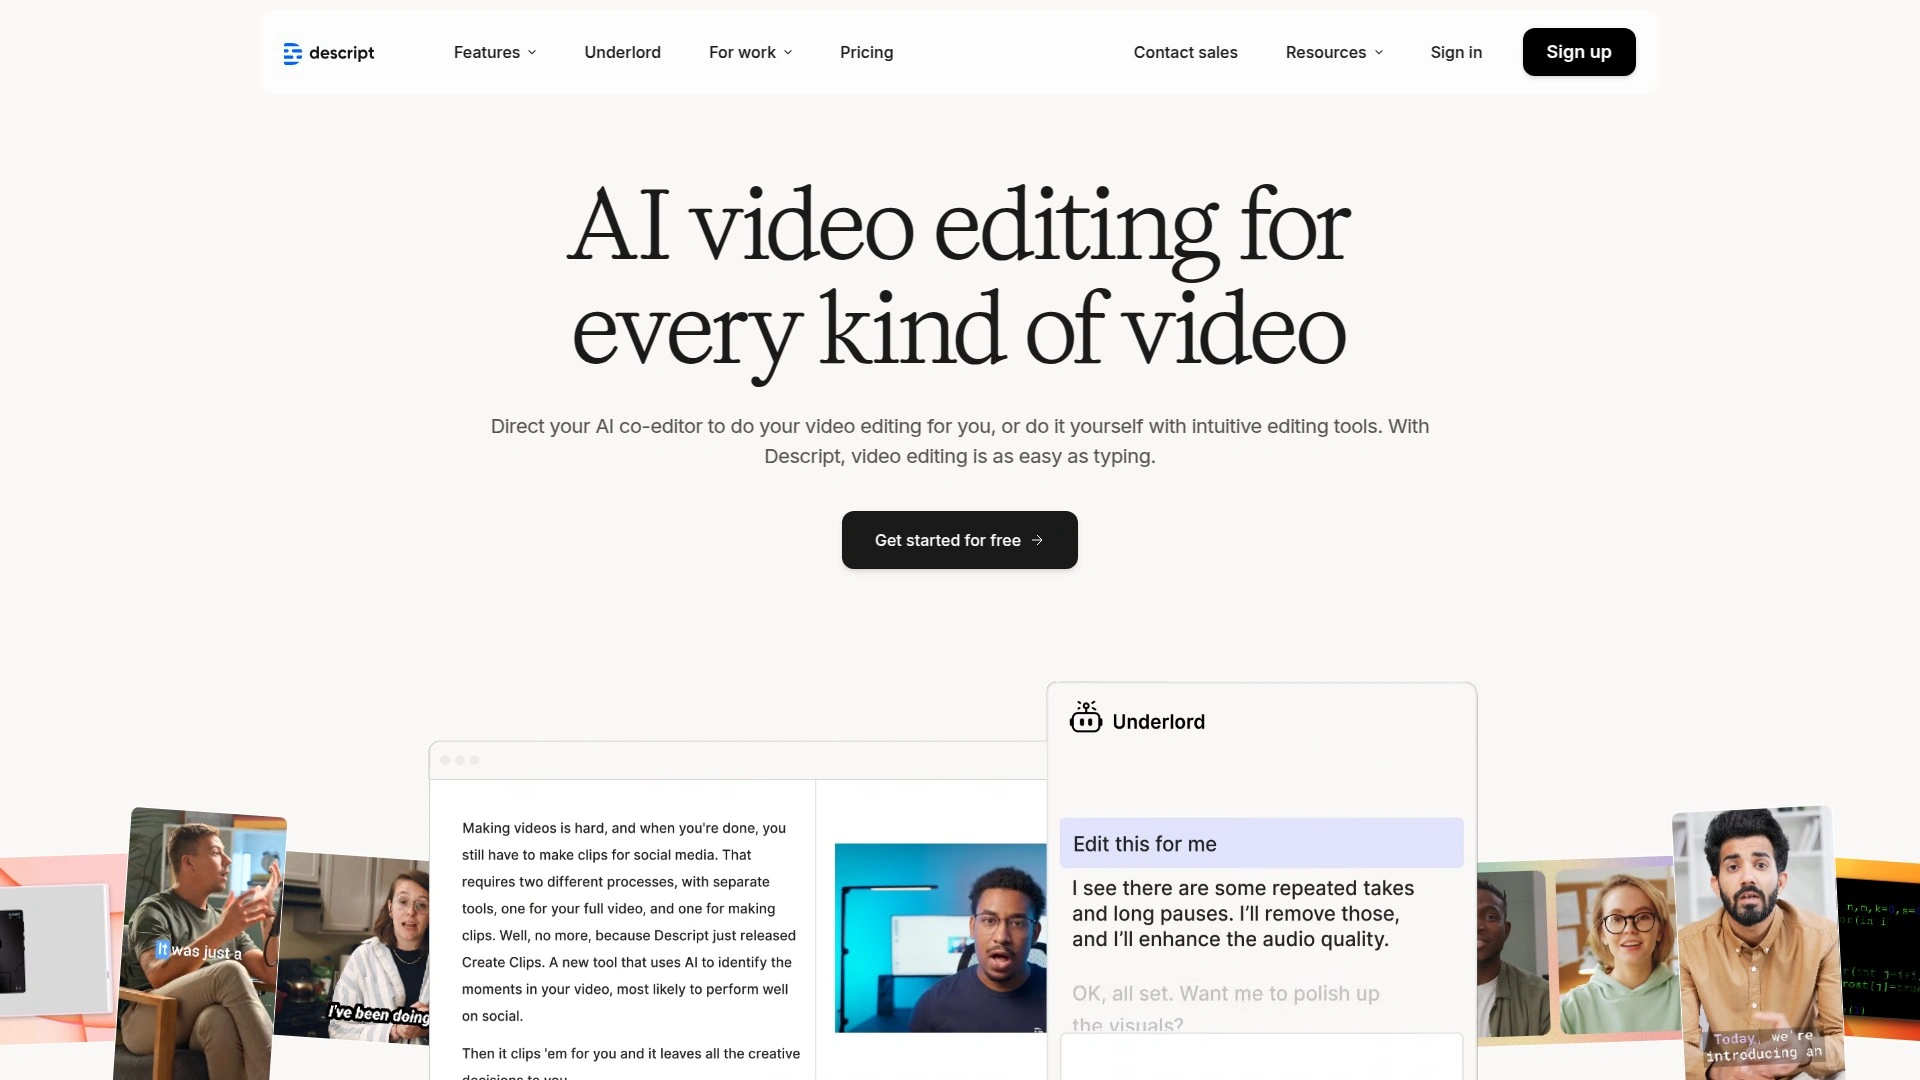 descript
Features
Underlord
For work
Pricing
Contact sales
Resources
Sign in
Sign up
AI video editing for
every kind of video
Direct your AI co-editor to do your video editing for you, or do it yourself with intuitive editing tools. With
Descript, video editing is as easy as typing.
Get started for free →
Underlord
Edit this for me
I see there are some repeated takes
and long pauses. I’ll remove those,
and I’ll enhance the audio quality.
OK, all set. Want me to polish up
the visuals?
Making videos is hard, and when you're done, you
still have to make clips for social media. That
requires two different processes, with separate
tools, one for your full video, and one for making
clips. Well, no more, because Descript just released
Create Clips. A new tool that uses AI to identify the
moments in your video, most likely to perform well
on social.
Then it clips 'em for you and it leaves all the creative
decisions to you.
It was just a
I've been doing
Today, we're
introducing an
n,m,k=0,s=
or(in i